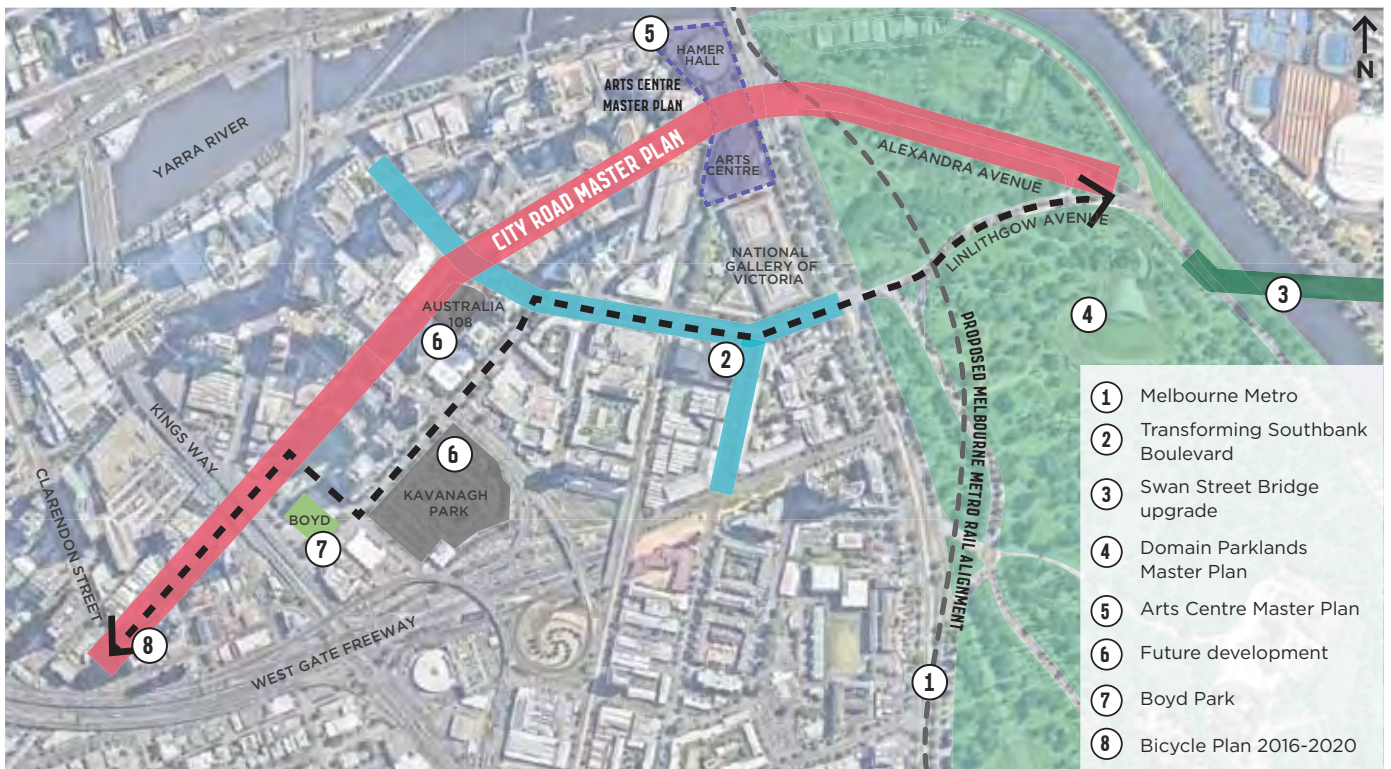 5
HAMER
HALL
N
ARTS CENTRE
MASTER PLAN
YARRA RIVER
ARTS
CENTRE
ALEXANDRA AVENUE
CITY ROAD MASTER PLAN
LINLITHGOW AVENUE
NATIONAL
GALLERY OF
VICTORIA
3
AUSTRALIA
108
6
4
2
PROPOSED MELBOURNE METRO RAIL ALIGNMENT
KINGS WAY
CLARENDON STREET
6
KAVANAGH
PARK
BOYD
7
8
WEST GATE FREEWAY
1
1 Melbourne Metro
2 Transforming Southbank
Boulevard
3 Swan Street Bridge
upgrade
4 Domain Parklands
Master Plan
5 Arts Centre Master Plan
6 Future development
7 Boyd Park
8 Bicycle Plan 2016-2020